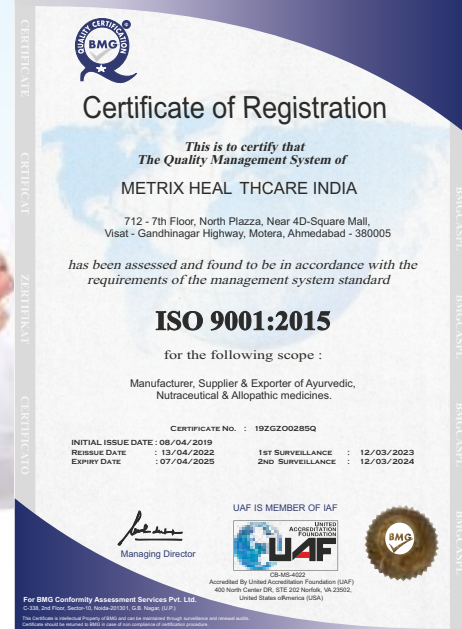 QUALITY CERTIFICATION
BMG
Certificate of Registration
This is to certify that
The Quality Management System of
METRIX HEAL THCARE INDIA
712 - 7th Floor, North Plazza, Near 4D-Square Mall,
Visat - Gandhinagar Highway, Motera, Ahmedabad - 380005
has been assessed and found to be in accordance with the
requirements of the management system standard
ISO 9001:2015
for the following scope :
Manufacturer, Supplier & Exporter of Ayurvedic,
Nutraceutical & Allopathic medicines.
CERTIFICATE NO. : 19ZGZO0285Q
INITIAL ISSUE DATE : 08/04/2019
REISSUE DATE : 13/04/2022 1ST SURVEILLANCE : 12/03/2023
EXPIRY DATE : 07/04/2025 2ND SURVEILLANCE : 12/03/2024
Managing Director
UAF IS MEMBER OF IAF
UNITED
ACCREDITATION
FOUNDATION
UAF
CB-MS-4022
Accredited By United Accreditation Foundation (UAF)
400 North Center DR, STE 202 Norfolk, VA 23502,
United States of America (USA)
BMG
For BMG Conformity Assessment Services Pvt. Ltd.
C-338, 2nd Floor, Sector-10, Noida-201301, G.B. Nagar, (U.P.)
This Certificate is Intellectual Property of BMG and can be maintained through surveillance and renewal audits.
Certificate should be returned to BMG in case of non compliance of certification procedure.
CERTIFICATE
CRTIFICAT
ZERTIFIKAT
CERTIFICATO
BMGCASPL
BMGCASPL
BMGCASPL
BMGCASPL